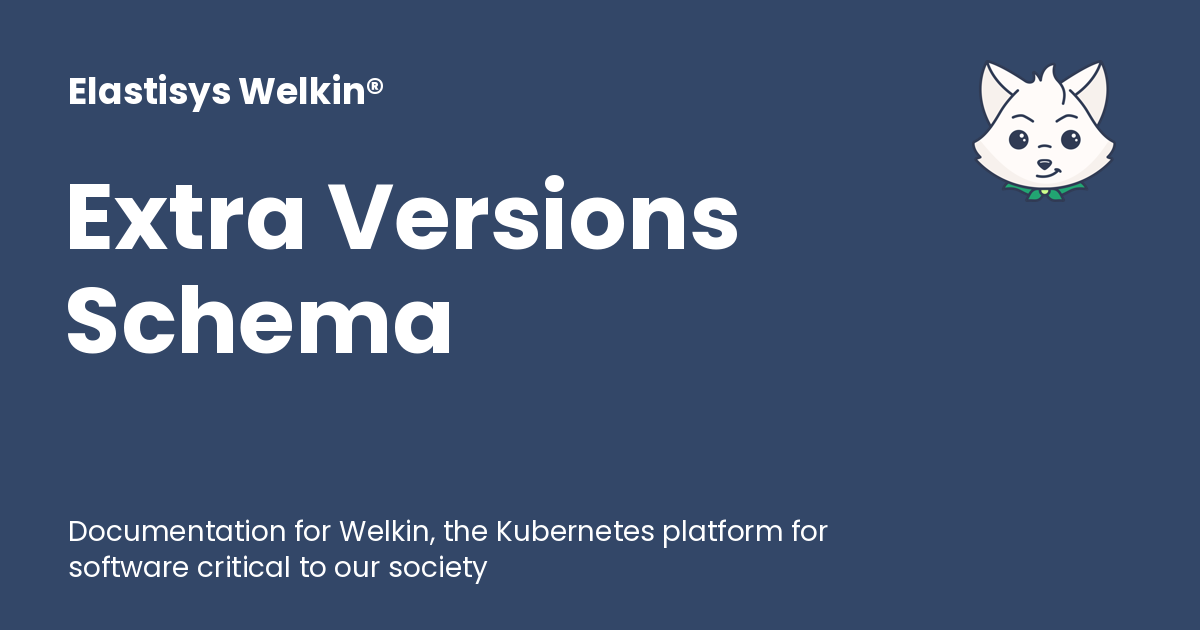 Elastisys Welkin®
Extra Versions
Schema
Documentation for Welkin, the Kubernetes platform for
software critical to our society